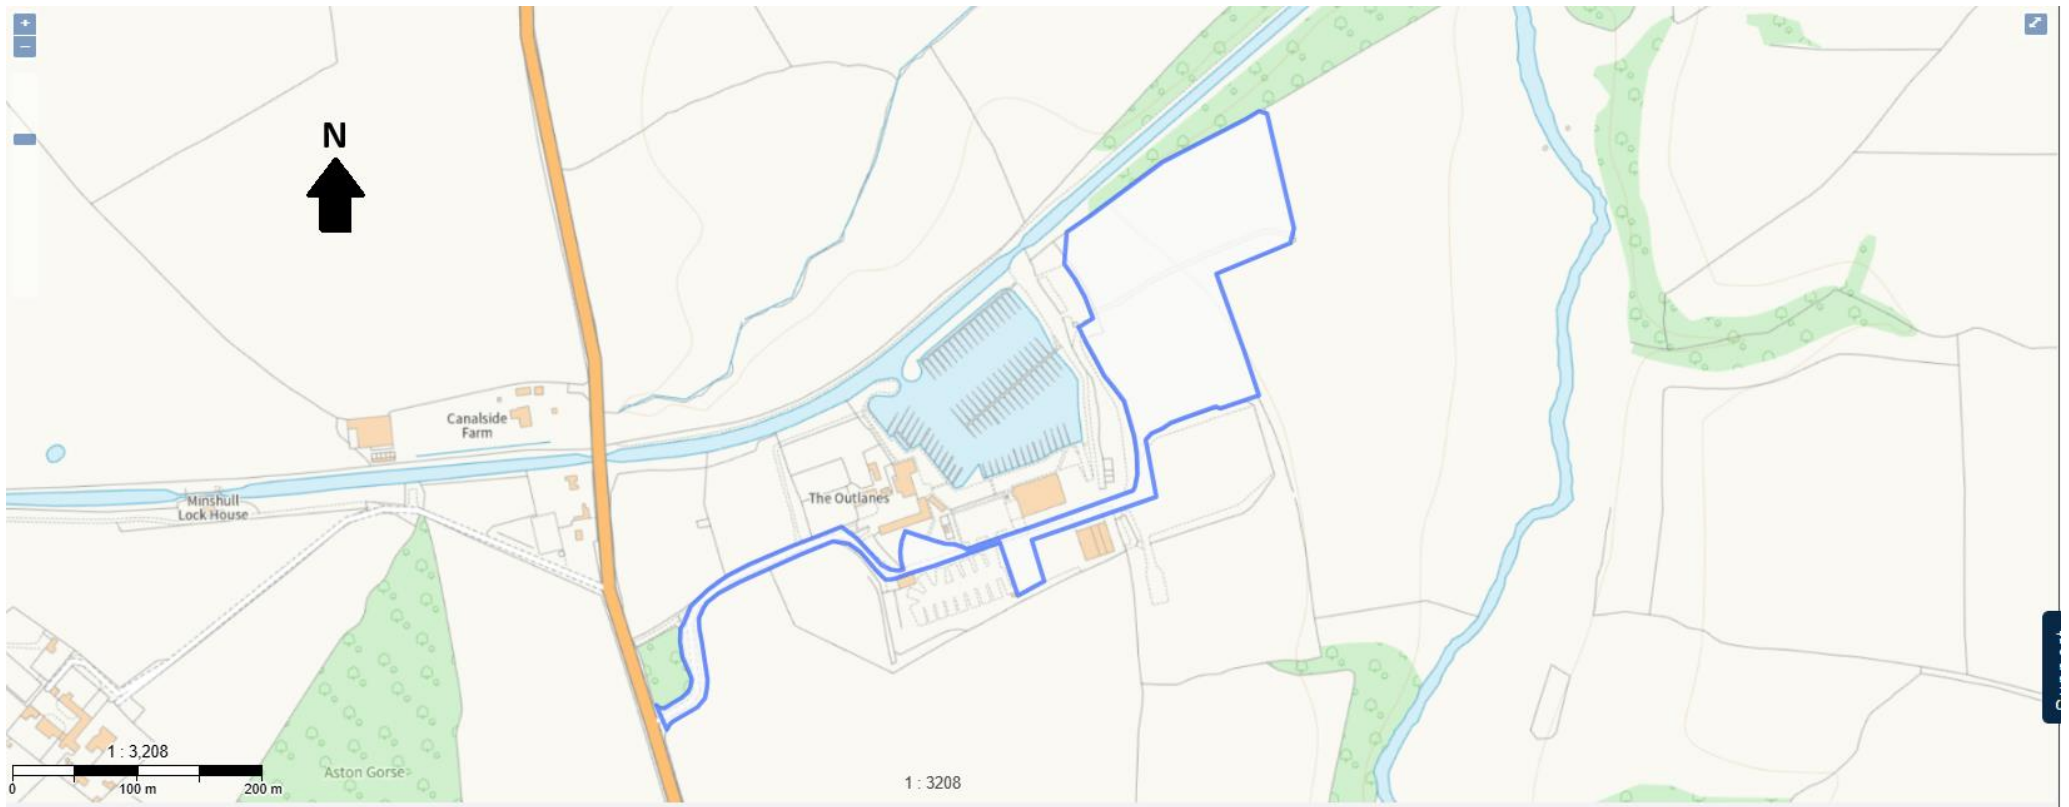 +
−
N
Canalside
Farm
Minshull
Lock House
The Outlanes
Aston Gorse
1 : 3,208
0 100 m 200 m
1 : 3208